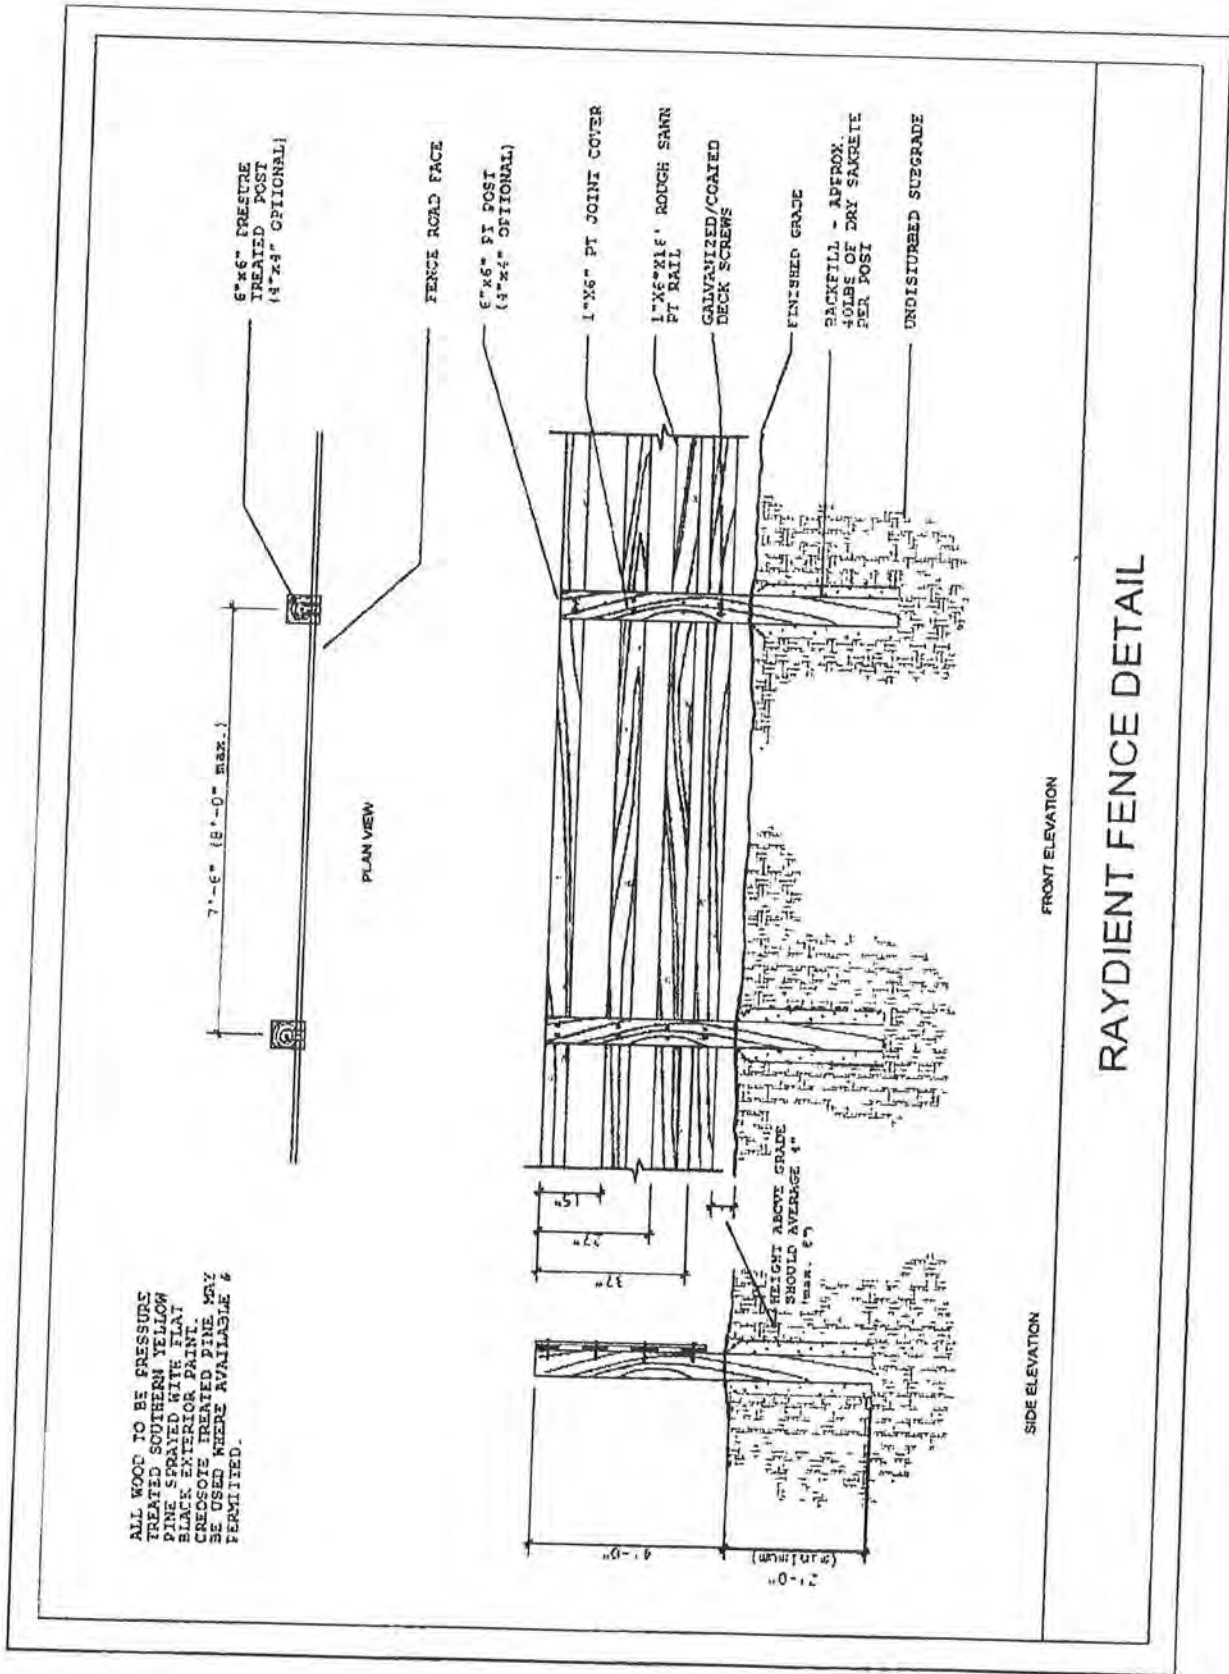 ALL WOOD TO BE PRESSURE
TREATED SOUTHERN YELLOW
PINE SPRAYED WITH FLAT
BLACK EXTERIOR PAINT.
CREOSOTE TREATED PINE MAY
BE USED WHERE AVAILABLE &
PERMITTED.
7'-6" (8'-0" max.)
6"x6" PRESURE
TREATED POST
(4"x4" OPTIONAL)
FENCE ROAD FACE
PLAN VIEW
6"x6" PT POST
(4"x4" OPTIONAL)
1"X6" PT JOINT COVER
1"X6"X16' ROUGH SAWN
PT RAIL
GALVANIZED/COATED
DECK SCREWS
FINISHED GRADE
BACKFILL - APPROX.
40LBS OF DRY SAKRETE
PER POST
UNDISTURBED SUBGRADE
15"
27"
37"
HEIGHT ABOVE GRADE
SHOULD AVERAGE 4"
(max. 6")
4'-0"
2'-0"
(minimum)
SIDE ELEVATION
FRONT ELEVATION
RAYDIENT FENCE DETAIL